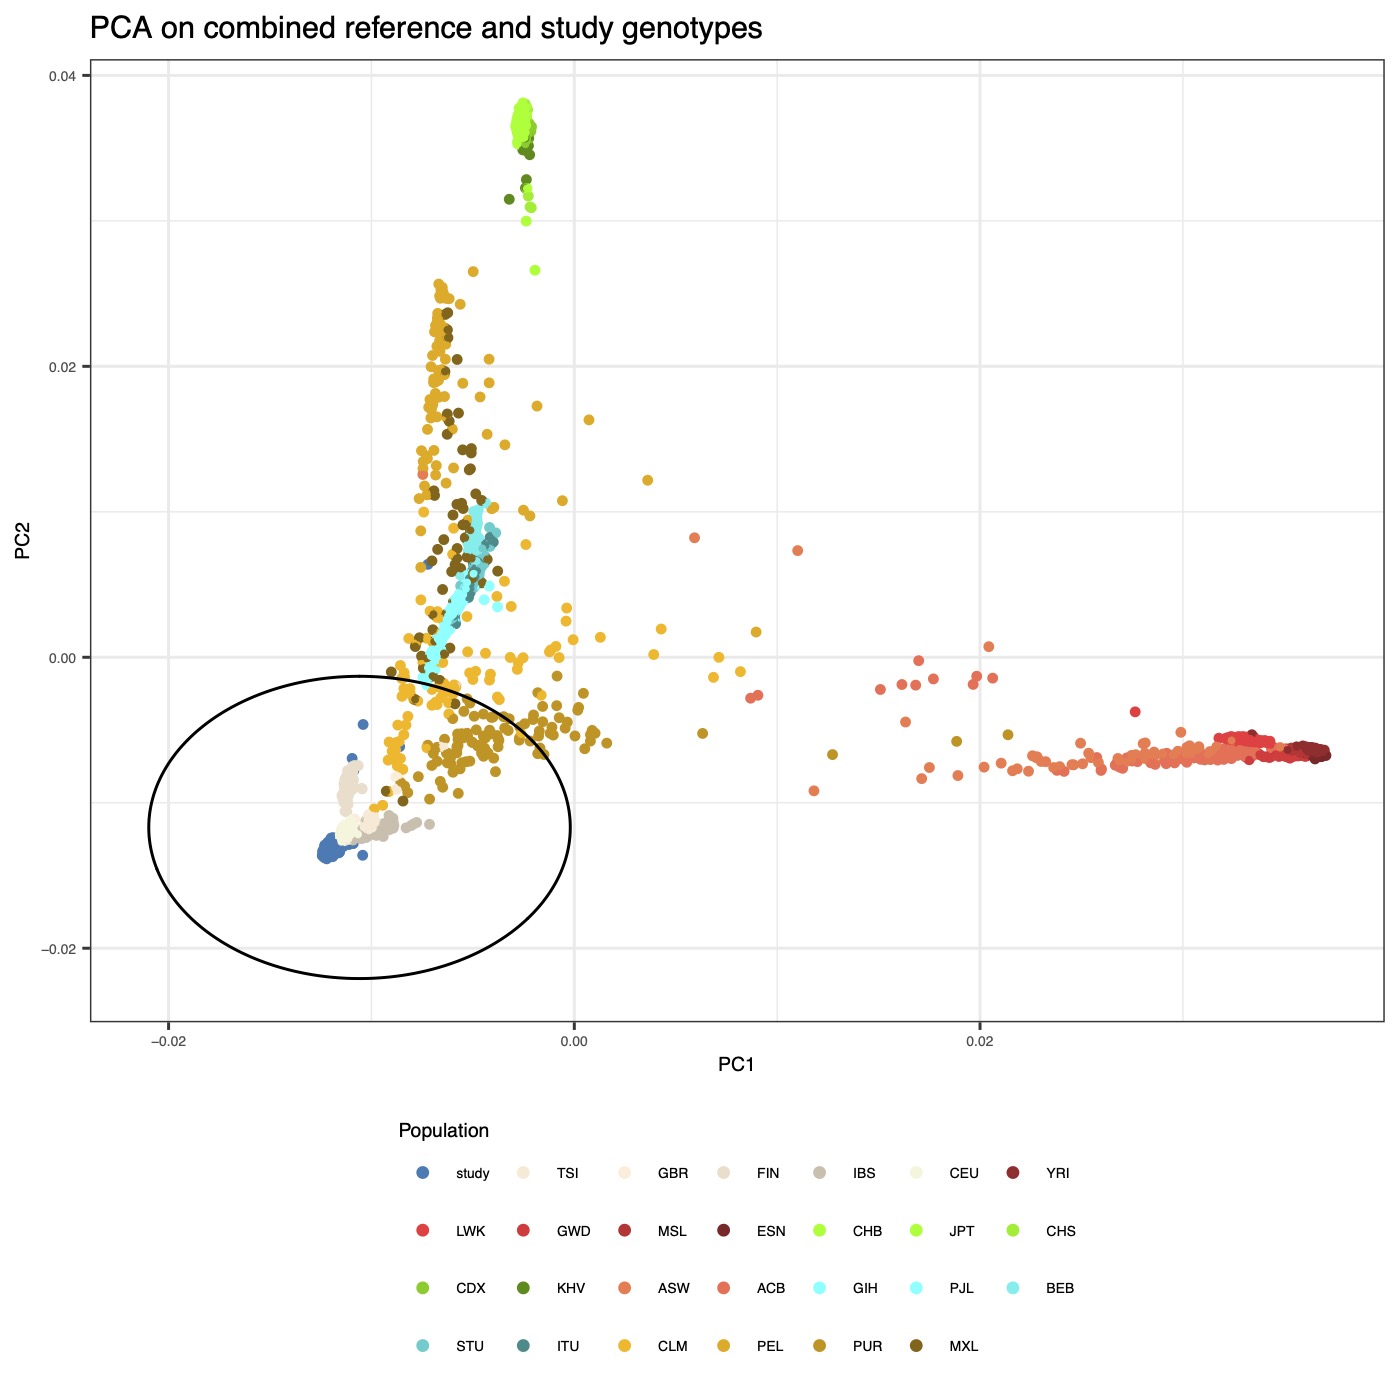 PCA on combined reference and study genotypes
0.04
0.02
0.00
−0.02
PC2
−0.02
0.00
0.02
PC1
Population
study TSI GBR FIN IBS CEU YRI
LWK GWD MSL ESN CHB JPT CHS
CDX KHV ASW ACB GIH PJL BEB
STU ITU CLM PEL PUR MXL